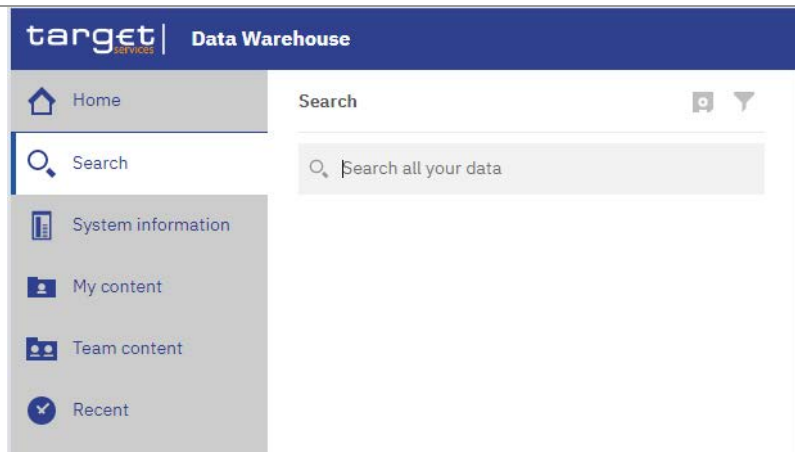 target services | Data Warehouse
Home
Search
System information
My content
Team content
Recent
Search
Search all your data